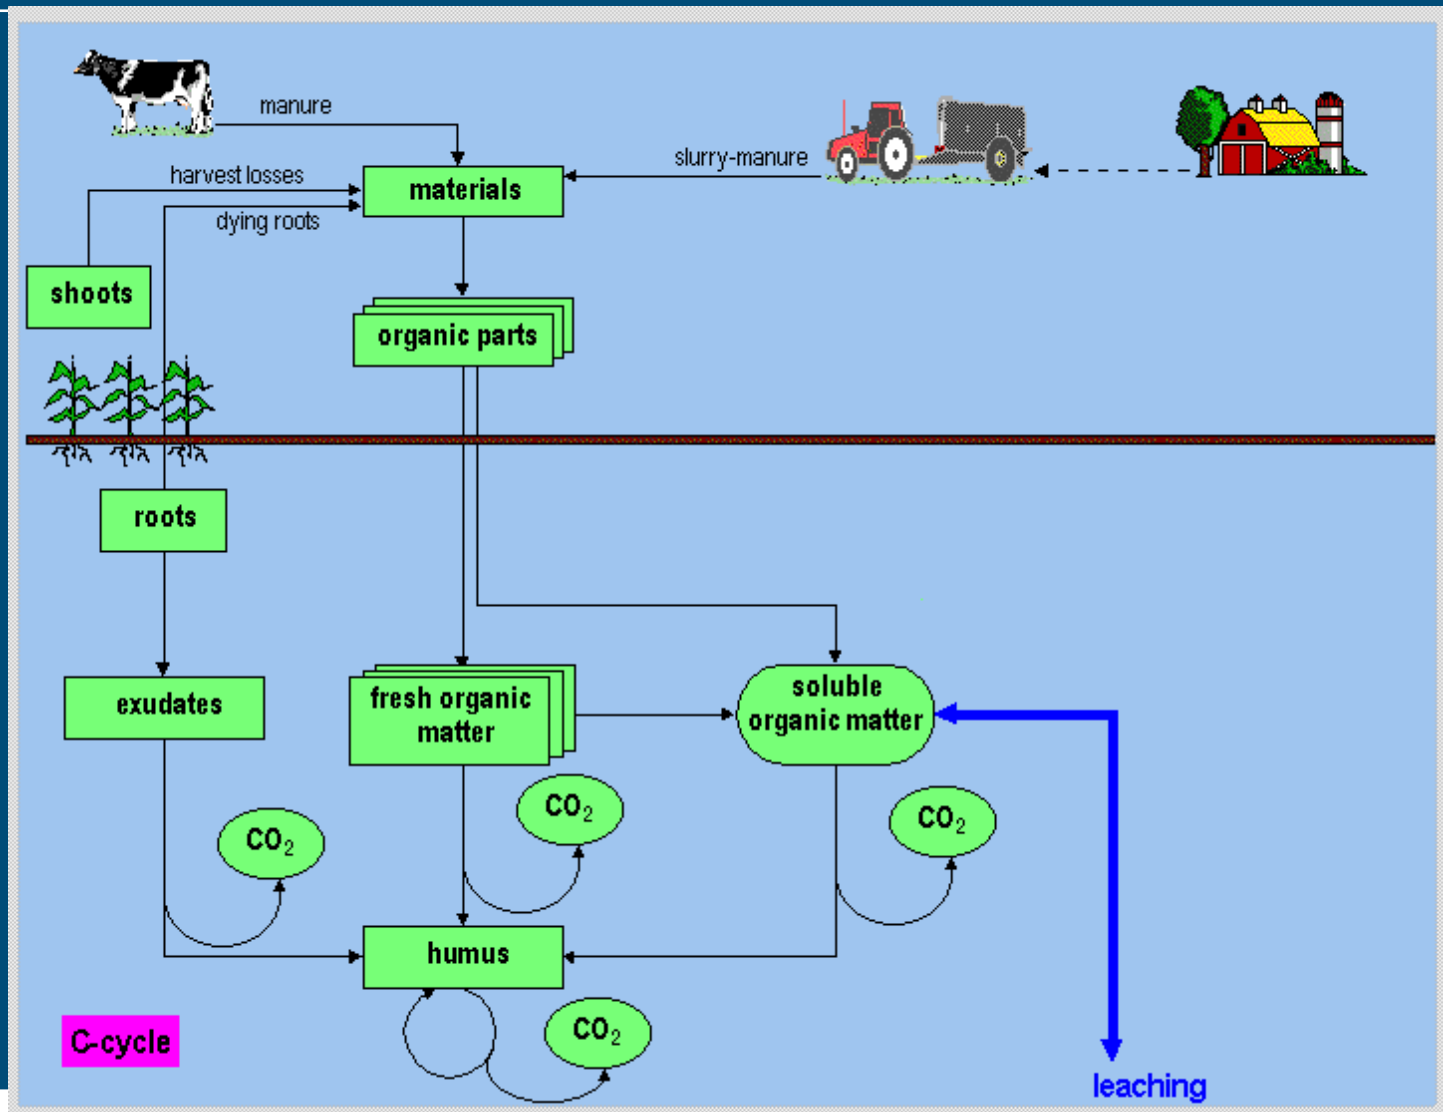 manure
harvest losses
slurry-manure
materials
dying roots
shoots
organic parts
roots
exudates
fresh organic
matter
soluble
organic matter
CO₂
CO₂
CO₂
humus
CO₂
C-cycle
leaching